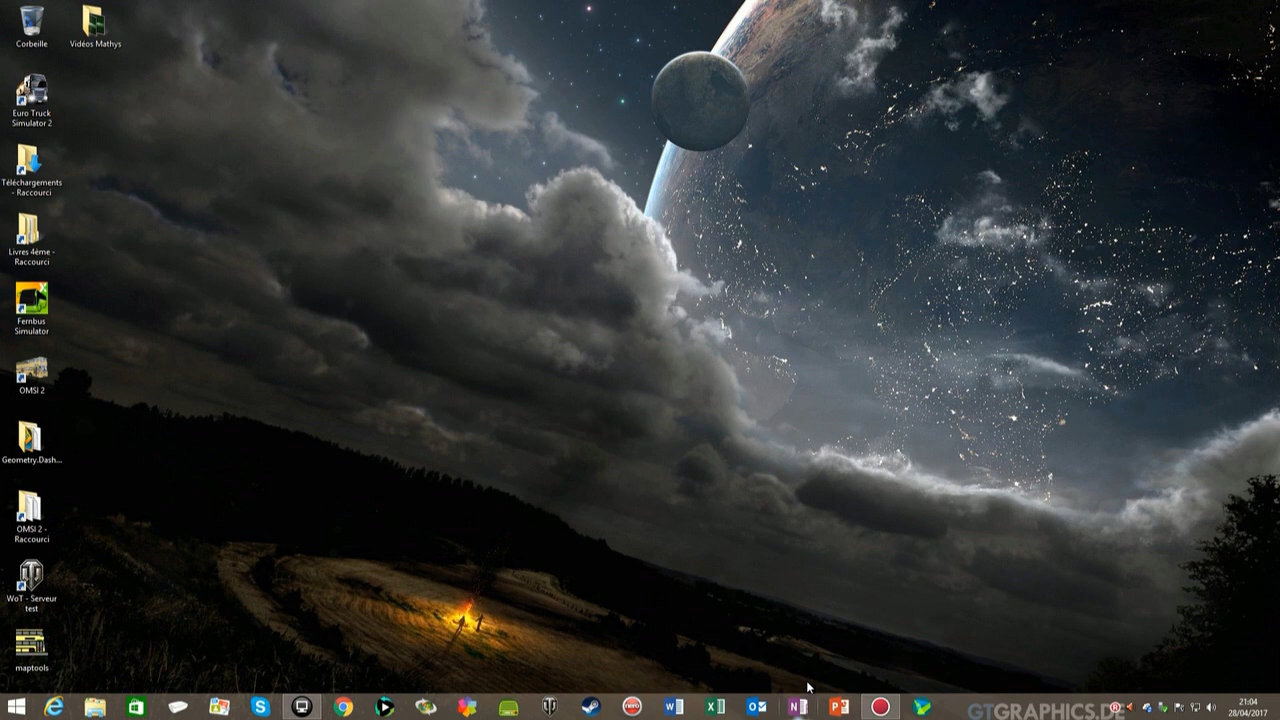 Corbeille
Vidéos Mathys
Euro Truck
Simulator 2
Téléchargements
- Raccourci
Livres 4ème -
Raccourci
Fernbus
Simulator
OMSI 2
Geometry.Dash...
OMSI 2 -
Raccourci
WoT - Serveur
test
maptools
GTGRAPHICS.DE
21:04
28/04/2017